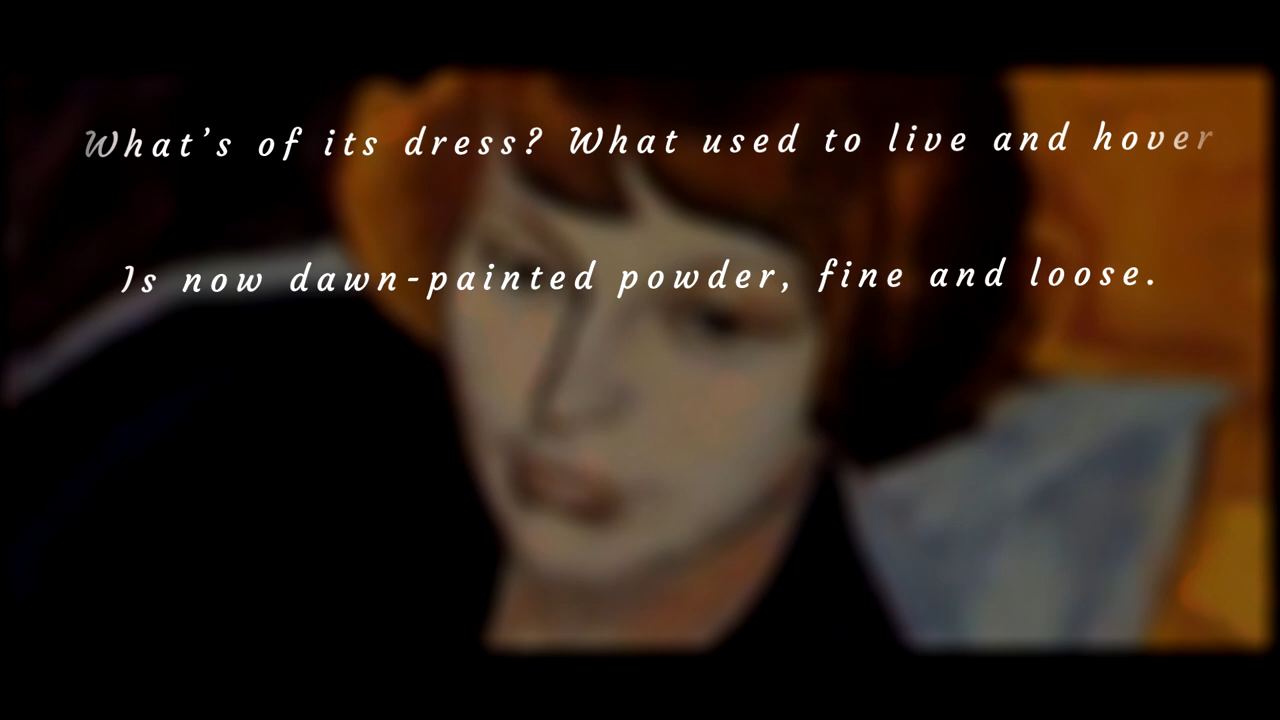 What’s of its dress? What used to live and hover
Is now dawn-painted powder, fine and loose.